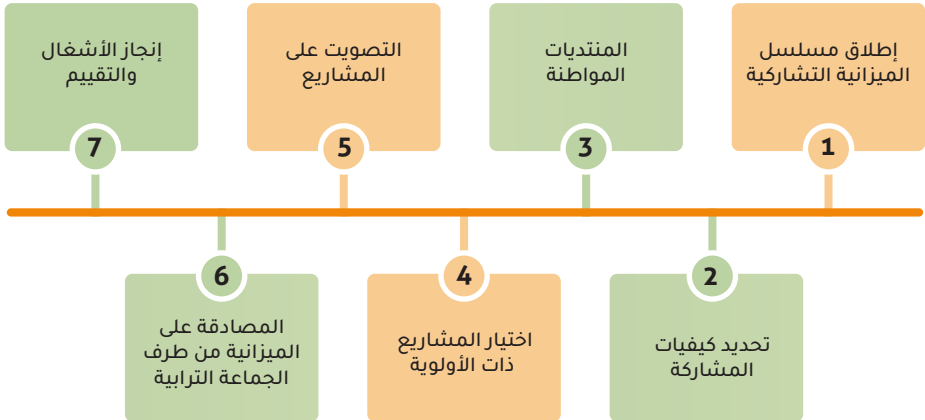 إطلاق مسلسل
الميزانية التشاركية
1
2
تحديد كيفيات
المشاركة
المنتديات
المواطنة
3
4
اختيار المشاريع
ذات الأولوية
التصويت على
المشاريع
5
6
المصادقة على
الميزانية من طرف
الجماعة الترابية
إنجاز الأشغال
والتقييم
7